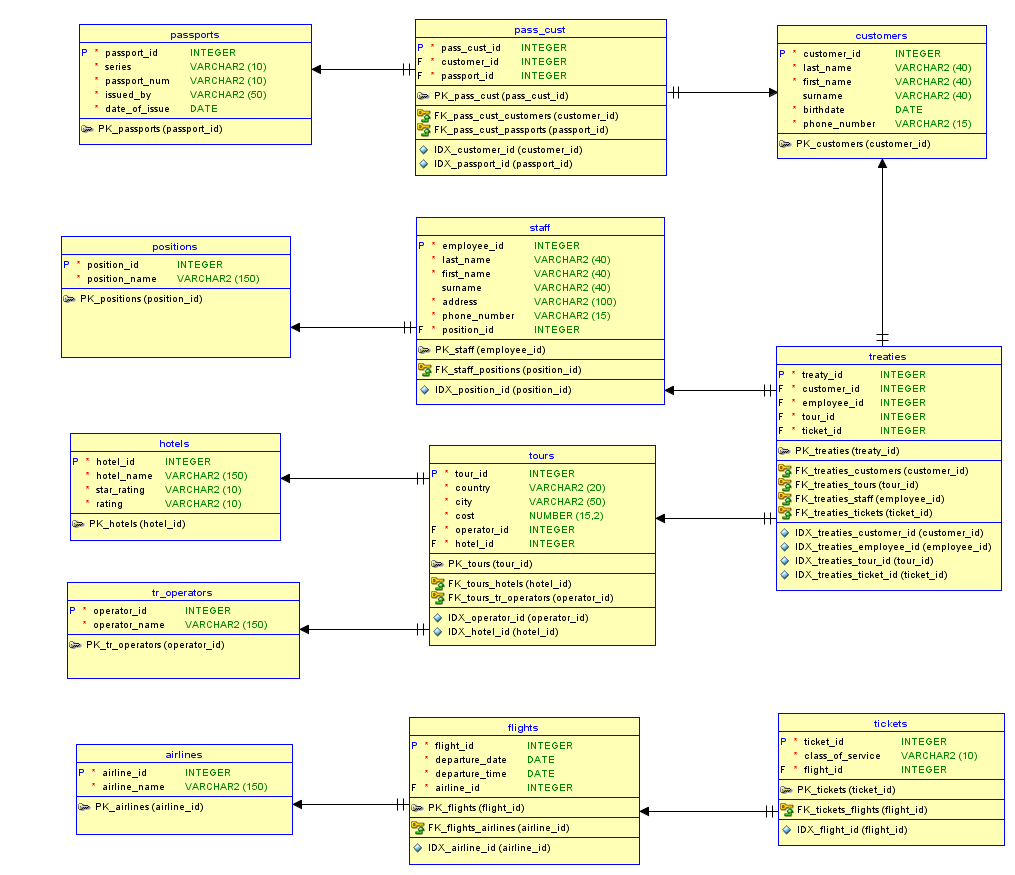 passports
P * passport_id INTEGER
* series VARCHAR2 (10)
* passport_num VARCHAR2 (10)
* issued_by VARCHAR2 (50)
* date_of_issue DATE
PK_passports (passport_id)
pass_cust
P * pass_cust_id INTEGER
F * customer_id INTEGER
F * passport_id INTEGER
PK_pass_cust (pass_cust_id)
FK_pass_cust_customers (customer_id)
FK_pass_cust_passports (passport_id)
IDX_customer_id (customer_id)
IDX_passport_id (passport_id)
customers
P * customer_id INTEGER
* last_name VARCHAR2 (40)
* first_name VARCHAR2 (40)
surname VARCHAR2 (40)
* birthdate DATE
* phone_number VARCHAR2 (15)
PK_customers (customer_id)
positions
P * position_id INTEGER
* position_name VARCHAR2 (150)
PK_positions (position_id)
staff
P * employee_id INTEGER
* last_name VARCHAR2 (40)
* first_name VARCHAR2 (40)
surname VARCHAR2 (40)
* address VARCHAR2 (100)
* phone_number VARCHAR2 (15)
F * position_id INTEGER
PK_staff (employee_id)
FK_staff_positions (position_id)
IDX_position_id (position_id)
treaties
P * treaty_id INTEGER
F * customer_id INTEGER
F * employee_id INTEGER
F * tour_id INTEGER
F * ticket_id INTEGER
PK_treaties (treaty_id)
FK_treaties_customers (customer_id)
FK_treaties_tours (tour_id)
FK_treaties_staff (employee_id)
FK_treaties_tickets (ticket_id)
IDX_treaties_customer_id (customer_id)
IDX_treaties_employee_id (employee_id)
IDX_treaties_tour_id (tour_id)
IDX_treaties_ticket_id (ticket_id)
hotels
P * hotel_id INTEGER
* hotel_name VARCHAR2 (150)
* star_rating VARCHAR2 (10)
* rating VARCHAR2 (10)
PK_hotels (hotel_id)
tours
P * tour_id INTEGER
* country VARCHAR2 (20)
* city VARCHAR2 (50)
* cost NUMBER (15,2)
F * operator_id INTEGER
F * hotel_id INTEGER
PK_tours (tour_id)
FK_tours_hotels (hotel_id)
FK_tours_tr_operators (operator_id)
IDX_operator_id (operator_id)
IDX_hotel_id (hotel_id)
tr_operators
P * operator_id INTEGER
* operator_name VARCHAR2 (150)
PK_tr_operators (operator_id)
airlines
P * airline_id INTEGER
* airline_name VARCHAR2 (150)
PK_airlines (airline_id)
flights
P * flight_id INTEGER
* departure_date DATE
* departure_time DATE
F * airline_id INTEGER
PK_flights (flight_id)
FK_flights_airlines (airline_id)
IDX_airline_id (airline_id)
tickets
P * ticket_id INTEGER
* class_of_service VARCHAR2 (10)
F * flight_id INTEGER
PK_tickets (ticket_id)
FK_tickets_flights (flight_id)
IDX_flight_id (flight_id)